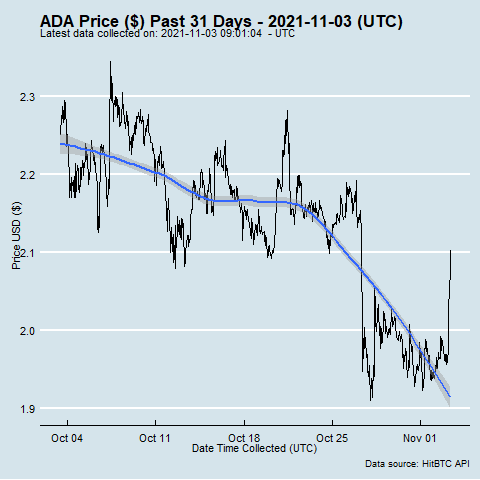 ADA Price ($) Past 31 Days - 2021-11-03 (UTC)
Latest data collected on: 2021-11-03 09:01:04 - UTC
Price USD ($)
2.3
2.2
2.1
2.0
1.9
Oct 04 Oct 11 Oct 18 Oct 25 Nov 01
Date Time Collected (UTC)
Data source: HitBTC API